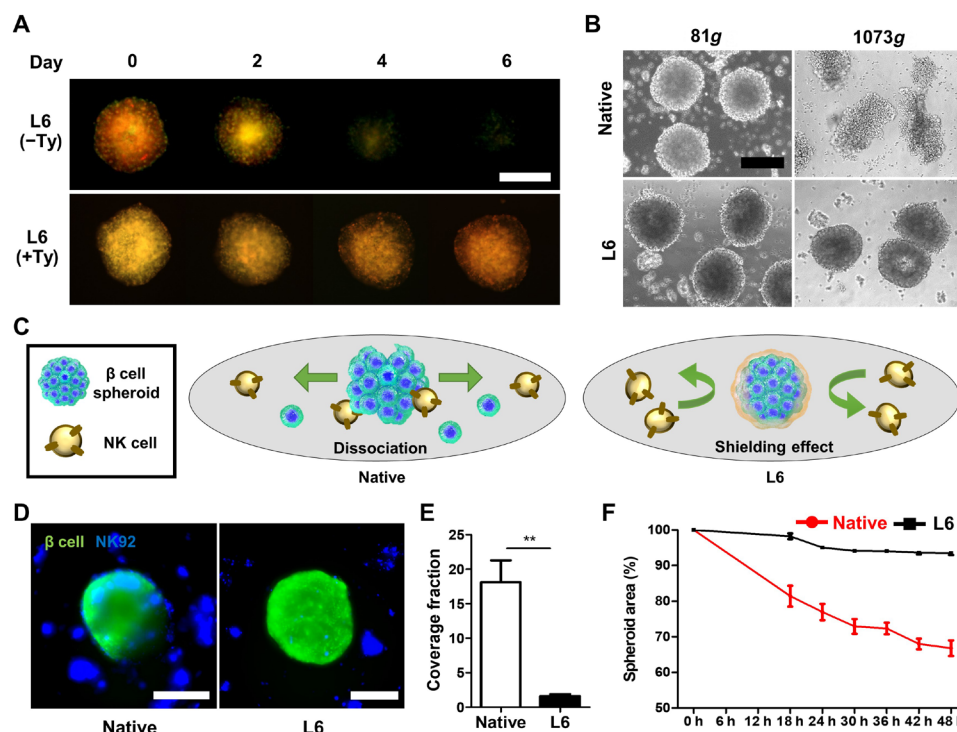 A
Day 0 2 4 6
L6
(−Ty)
L6
(+Ty)
B
81g 1073g
Native
L6
C
β cell
spheroid
NK cell
Dissociation
Native
Shielding effect
L6
D
β cell NK92
Native L6
E
Coverage fraction
25
20
15
10
5
0
**
Native L6
F
Native L6
Spheroid area (%)
100
90
80
70
60
50
0 h 6 h 12 h 18 h 24 h 30 h 36 h 42 h 48